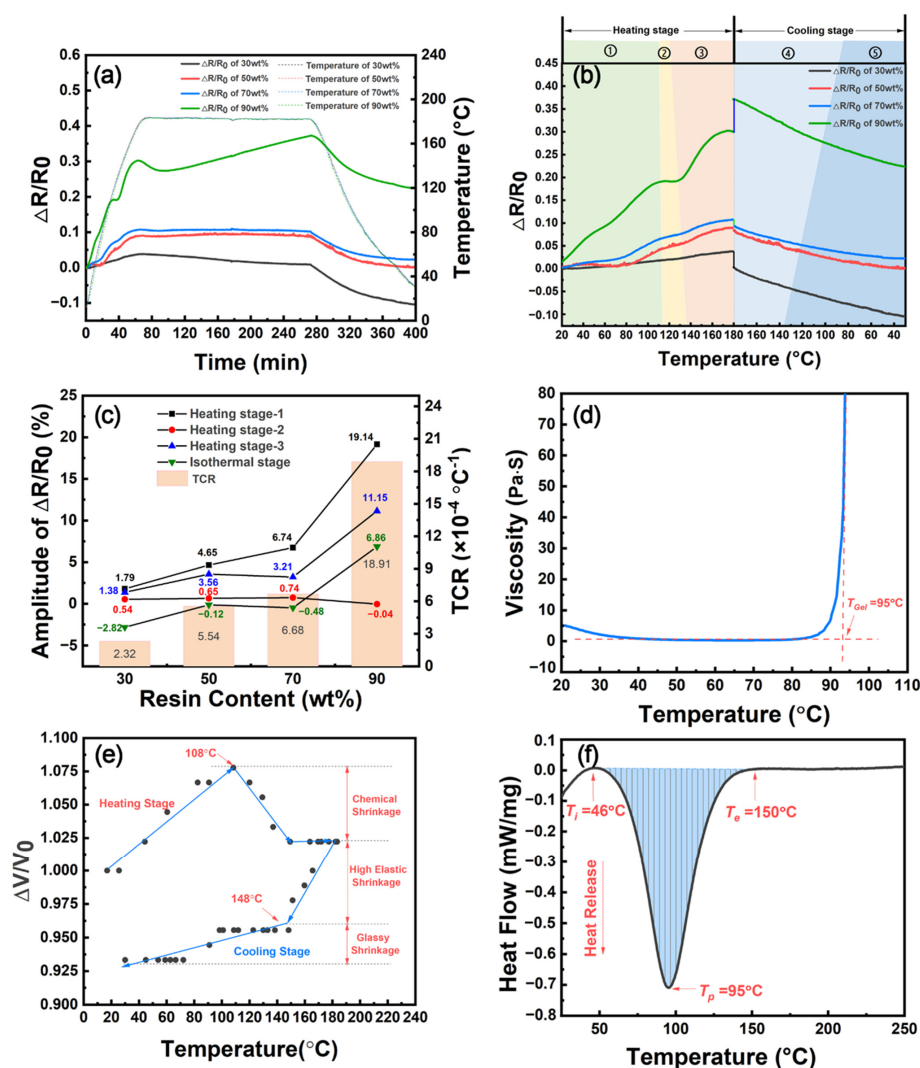 (a)
△R/R0 of 30wt%
△R/R0 of 50wt%
△R/R0 of 70wt%
△R/R0 of 90wt%
Temperature of 30wt%
Temperature of 50wt%
Temperature of 70wt%
Temperature of 90wt%
0.6
0.5
0.4
0.3
0.2
0.1
0.0
−0.1
△R/R0
240
200
160
120
80
40
0
Temperature (°C)
0 40 80 120 160 200 240 280 320 360 400
Time (min)
Heating stage
Cooling stage
① ② ③ ④ ⑤
(b)
△R/R0 of 30wt%
△R/R0 of 50wt%
△R/R0 of 70wt%
△R/R0 of 90wt%
0.45
0.40
0.35
0.30
0.25
0.20
0.15
0.10
0.05
0.00
−0.05
−0.10
△R/R0
20 40 60 80 100 120 140 160 180 160 140 120 100 80 60 40
Temperature (°C)
(c)
Heating stage-1
Heating stage-2
Heating stage-3
Isothermal stage
TCR
25
20
15
10
5
0
−5
Amplitude of △R/R0 (%)
24
21
18
15
12
9
6
3
0
TCR (×10⁻⁴ °C⁻¹)
19.14
11.15
6.86
18.91
−0.04
6.74
3.21
0.74
−0.48
6.68
4.65
3.56
0.65
−0.12
5.54
1.79
1.38
0.54
−2.82
2.32
30 50 70 90
Resin Content (wt%)
(d)
80
70
60
50
40
30
20
10
0
−10
Viscosity (Pa·S)
TGel =95°C
20 30 40 50 60 70 80 90 100 110
Temperature (°C)
(e)
1.100
1.075
1.050
1.025
1.000
0.975
0.950
0.925
0.900
ΔV/V0
108°C
Heating Stage
Chemical
Shrinkage
High Elastic
Shrinkage
148°C
Cooling Stage
Glassy
Shrinkage
0 20 40 60 80 100 120 140 160 180 200 220 240
Temperature(°C)
(f)
0.1
0.0
−0.1
−0.2
−0.3
−0.4
−0.5
−0.6
−0.7
−0.8
Heat Flow (mW/mg)
Ti =46°C
Te =150°C
Heat Release
Tp =95°C
50 100 150 200 250
Temperature (°C)